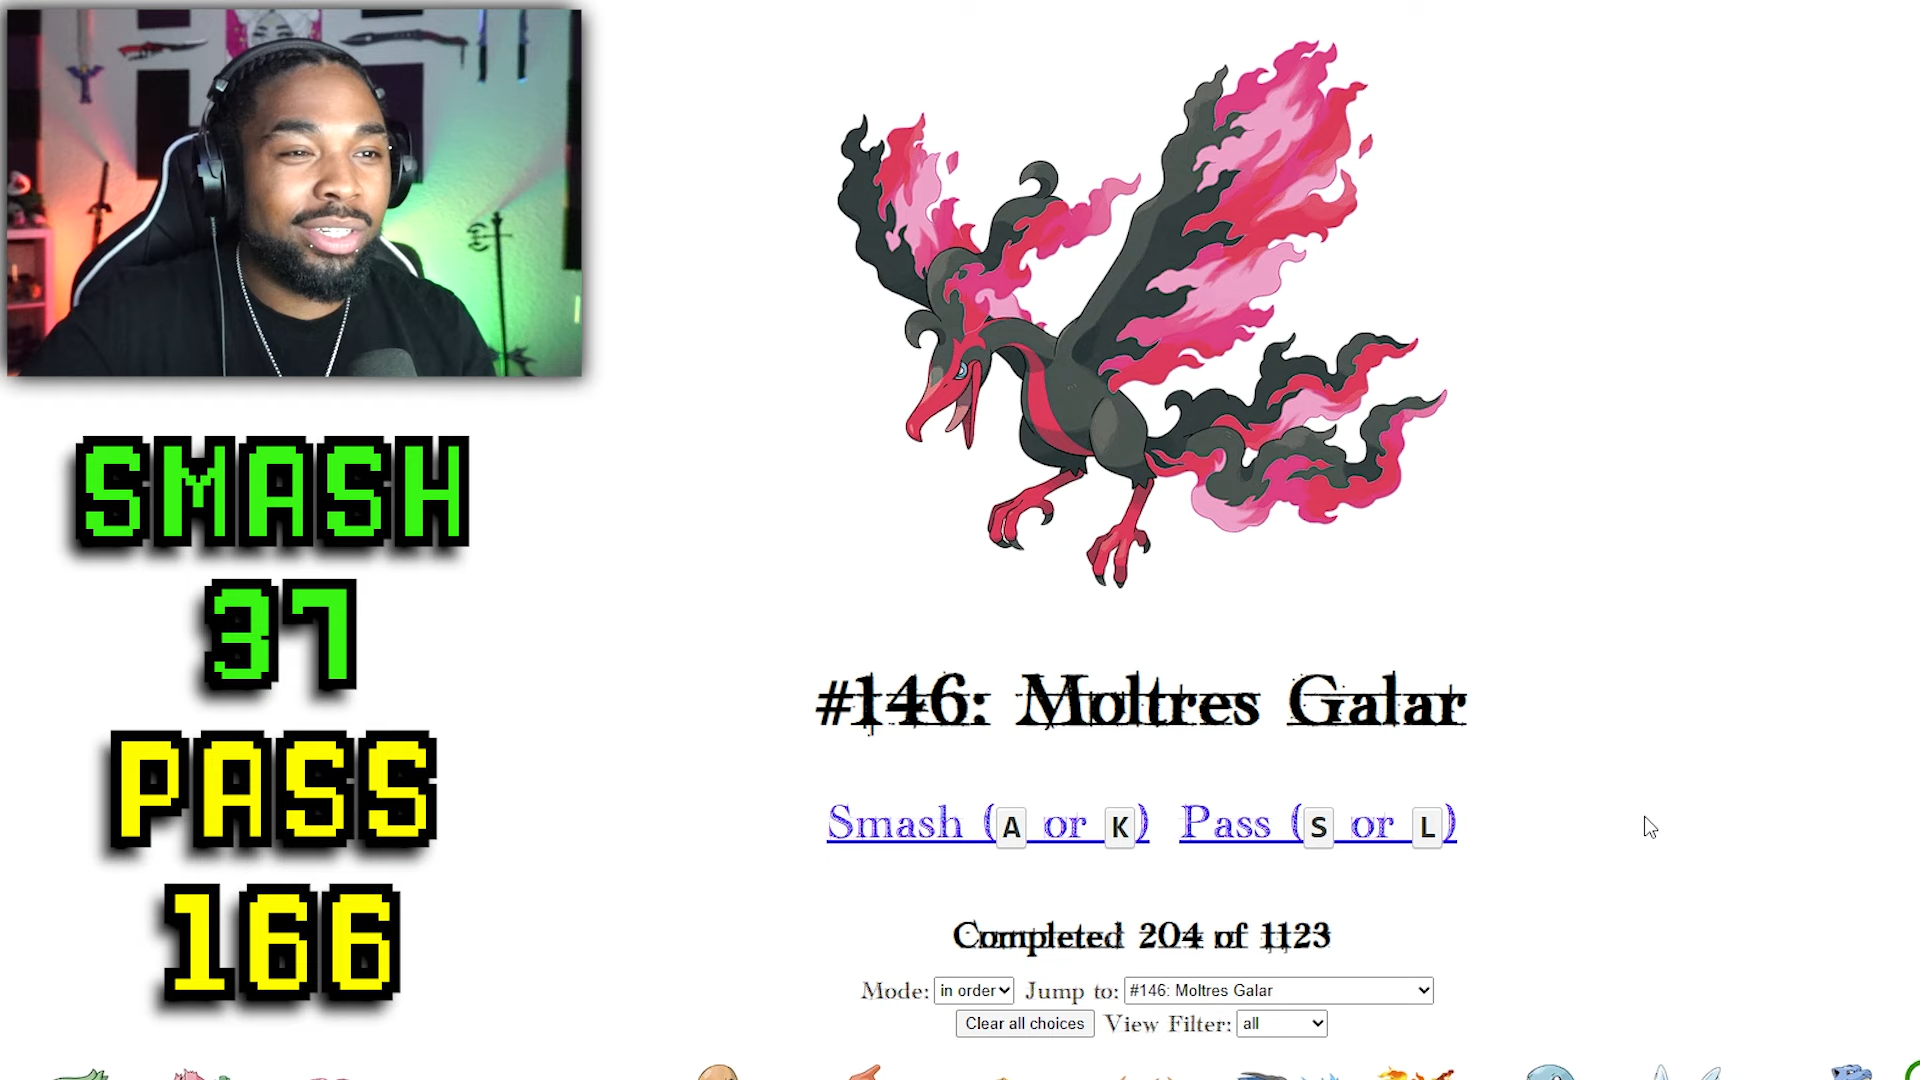 SMASH
37
PASS
166
#146: Moltres Galar
Smash (A or K) Pass (S or L)
Completed 204 of 1123
Mode: in order Jump to: #146: Moltres Galar
Clear all choices View Filter: all